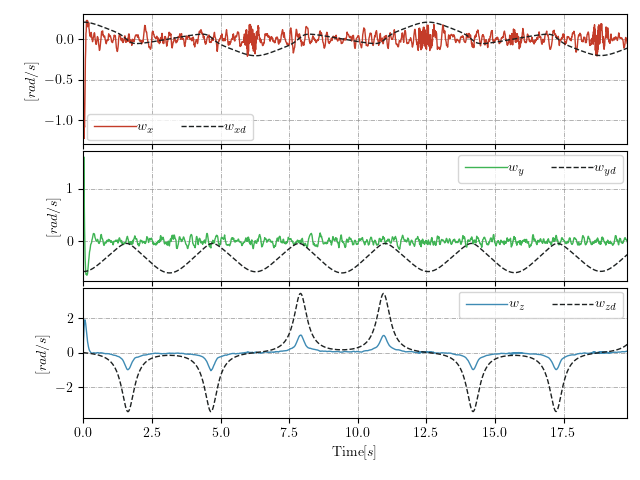 0.0
−0.5
−1.0
[rad/s]
w_x w_xd
1
0
[rad/s]
w_y w_yd
2
0
−2
[rad/s]
w_z w_zd
0.0 2.5 5.0 7.5 10.0 12.5 15.0 17.5
Time[s]